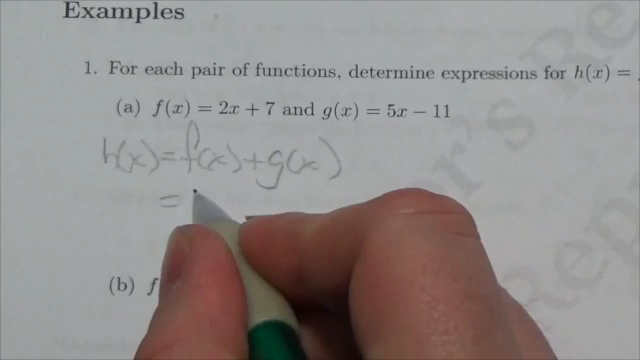 Examples
1. For each pair of functions, determine expressions for h(x) =
(a) f(x) = 2x + 7 and g(x) = 5x − 11
h(x) = f(x) + g(x)
=
(b) f